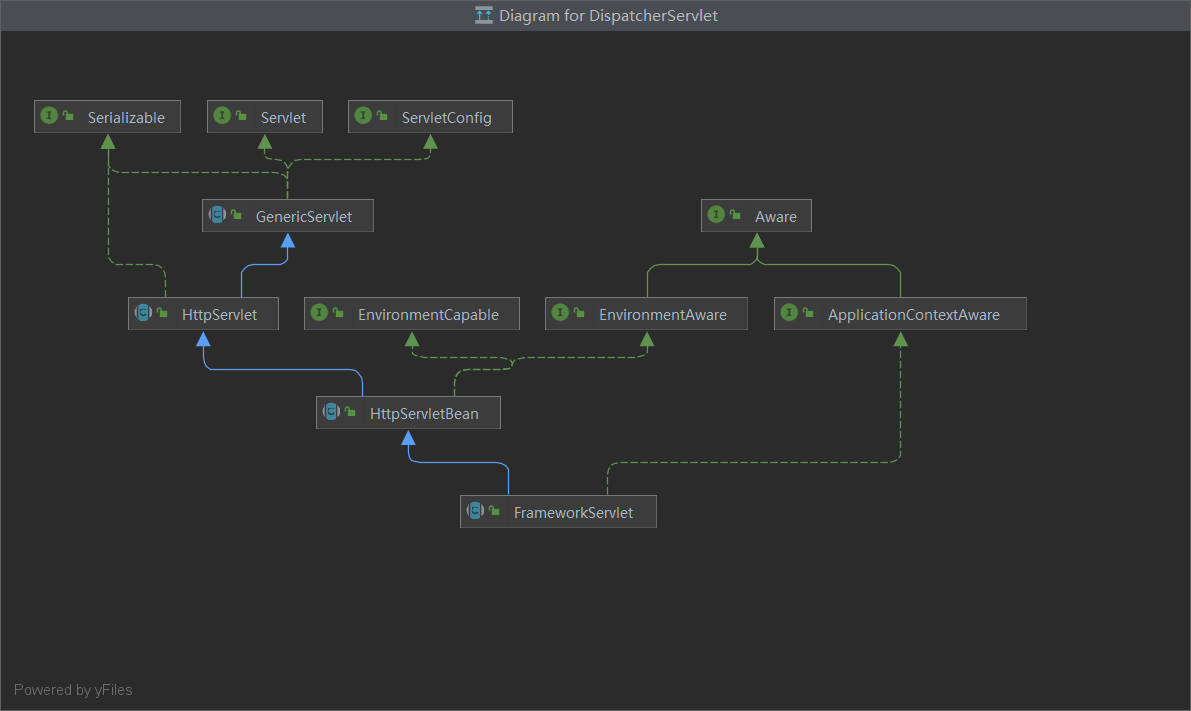 Diagram for DispatcherServlet
Serializable
Servlet
ServletConfig
GenericServlet
Aware
HttpServlet
EnvironmentCapable
EnvironmentAware
ApplicationContextAware
HttpServletBean
FrameworkServlet
Powered by yFiles